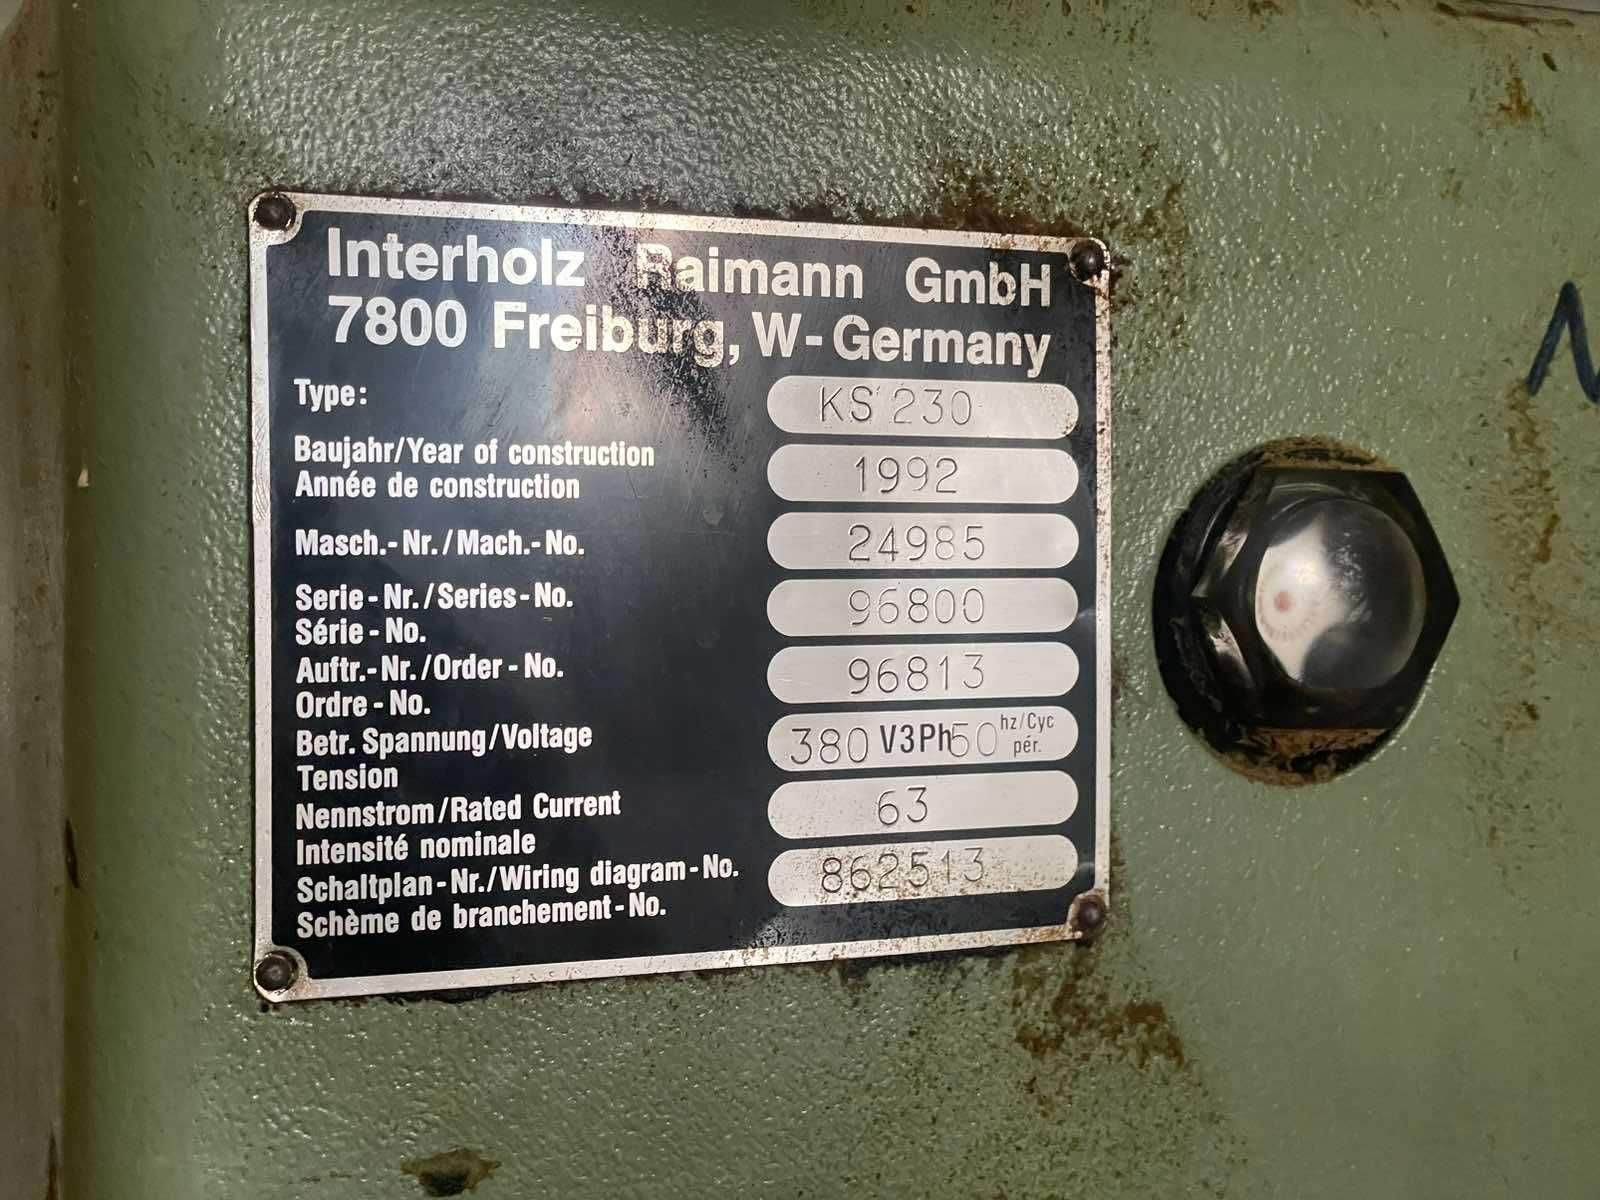 Interholz Raimann GmbH
7800 Freiburg, W-Germany
Type: KS 230
Baujahr/Year of construction 1992
Année de construction
Masch.-Nr./Mach.-No. 24985
Serie-Nr./Series-No. 96800
Série-No.
Auftr.-Nr./Order-No. 96813
Ordre-No.
Betr. Spannung/Voltage 380 V3Ph50 hz/Cyc
Tension pér.
Nennstrom/Rated Current 63
Intensité nominale
Schaltplan-Nr./Wiring diagram-No. 862513
Schème de branchement-No.